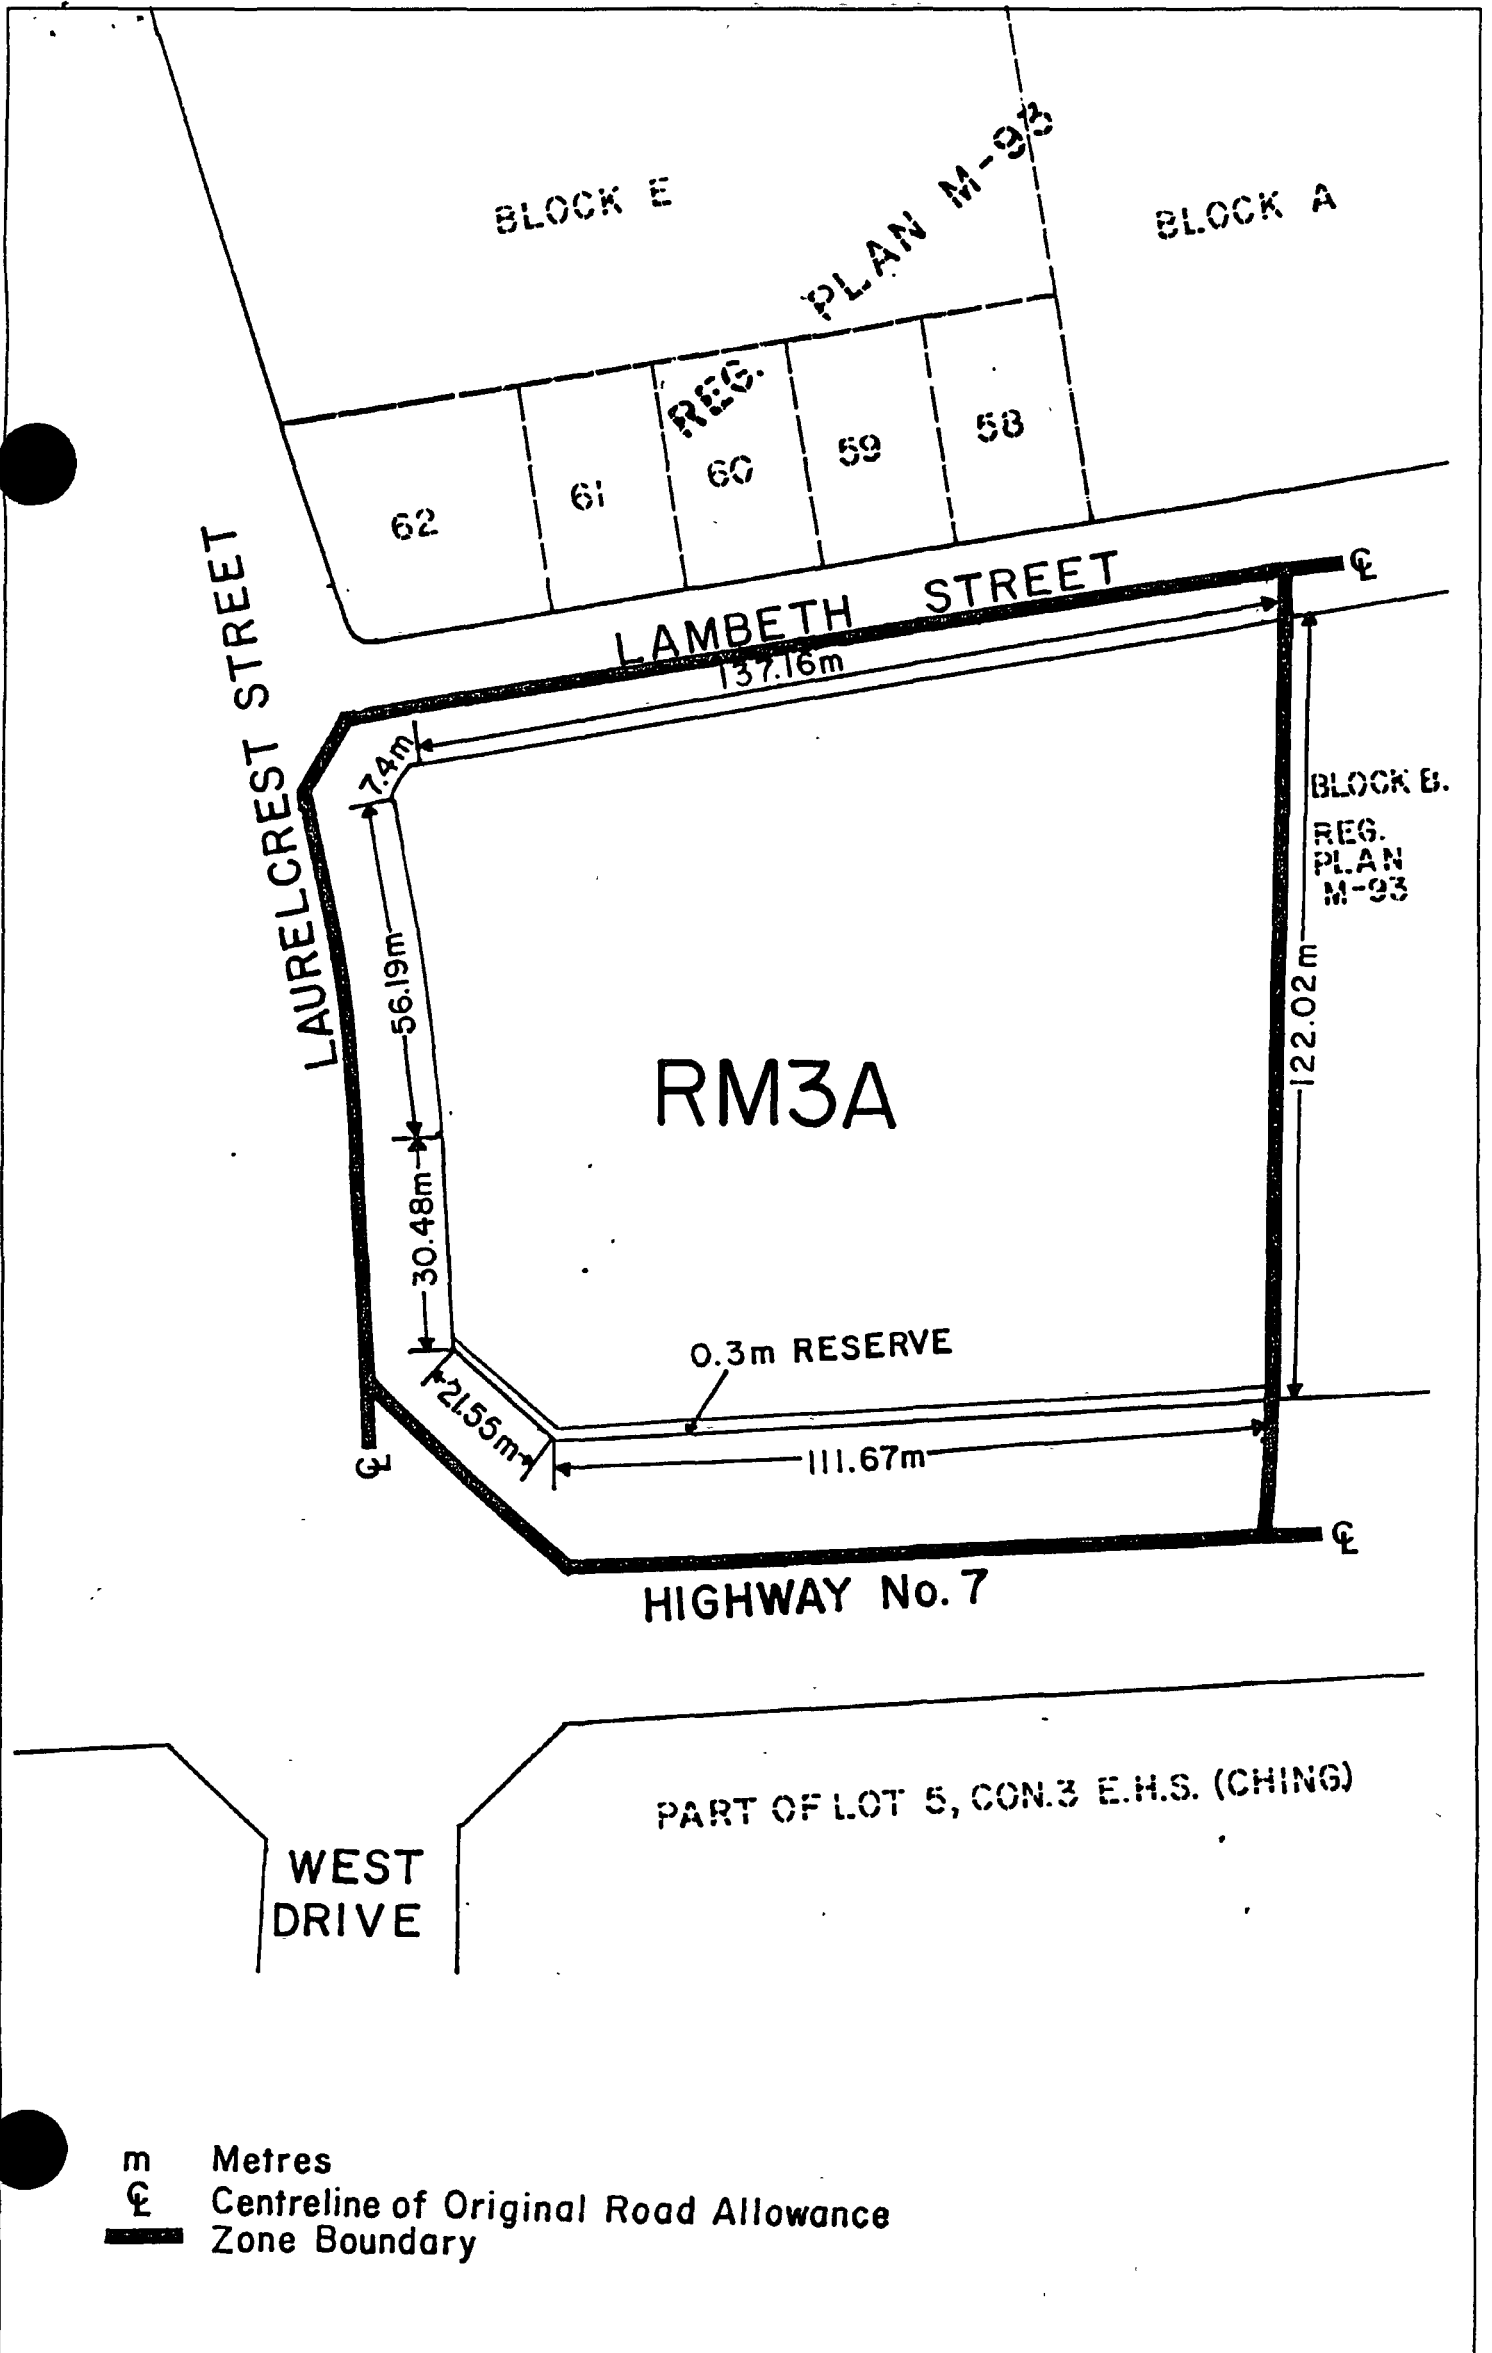 BLOCK E
REG. PLAN M-93
BLOCK A
62
61
60
59
58
LAMBETH STREET
℄
137.16m
LAURELCREST STREET
7.4m
56.19m
30.48m
BLOCK B.
REG.
PLAN
M-93
122.02m
RM3A
0.3m RESERVE
21.55m
111.67m
℄
℄
HIGHWAY No. 7
PART OF LOT 5, CON.3 E.H.S. (CHING)
WEST
DRIVE
m Metres
℄ Centreline of Original Road Allowance
Zone Boundary